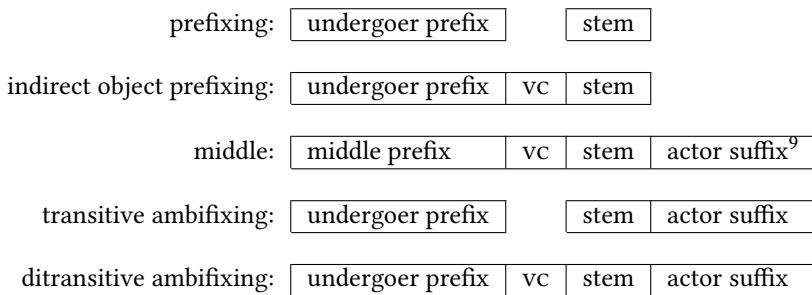 prefixing: undergoer prefix stem
indirect object prefixing: undergoer prefix VC stem
middle: middle prefix VC stem actor suffix⁹
transitive ambifixing: undergoer prefix stem actor suffix
ditransitive ambifixing: undergoer prefix VC stem actor suffix